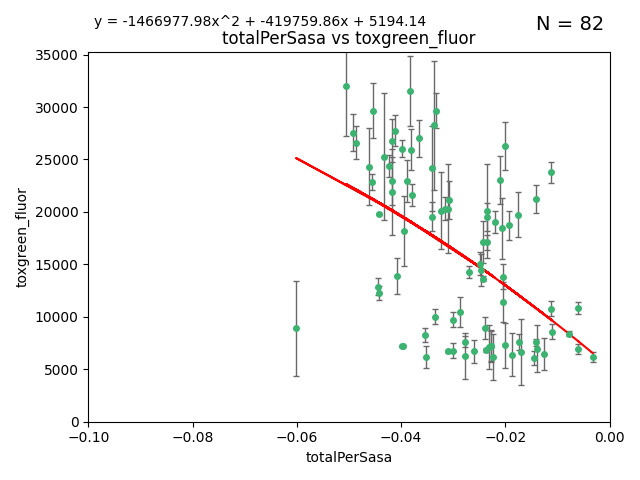 y = -1466977.98x^2 + -419759.86x + 5194.14
N = 82
totalPerSasa vs toxgreen_fluor
35000
30000
25000
20000
15000
10000
5000
0
toxgreen_fluor
−0.10
−0.08
−0.06
−0.04
−0.02
0.00
totalPerSasa